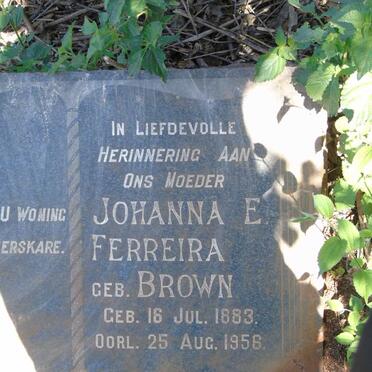 U WONING
ERSKARE.
IN LIEFDEVOLLE
HERINNERING AAN
ONS MOEDER
JOHANNA E
FERREIRA
GEB. BROWN
GEB. 16 JUL. 1883.
OORL. 25 AUG. 1956.